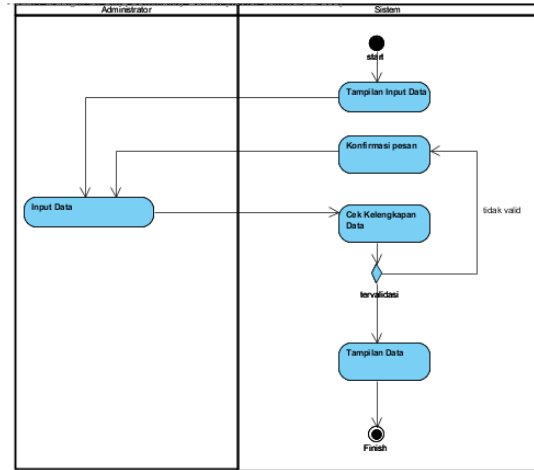 Administrator
Sistem
start
Tampilan Input Data
Konfirmasi pesan
Input Data
Cek Kelengkapan
Data
tidak valid
tervalidasi
Tampilan Data
Finish